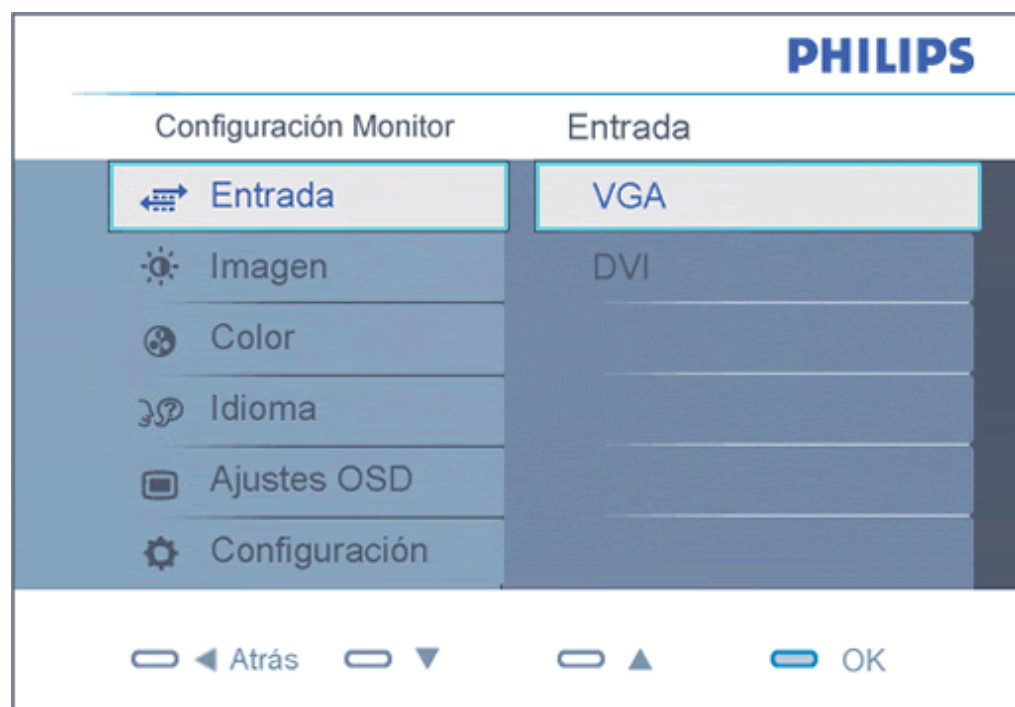 PHILIPS
Configuración Monitor Entrada
Entrada VGA
Imagen DVI
Color
Idioma
Ajustes OSD
Configuración
Atrás OK